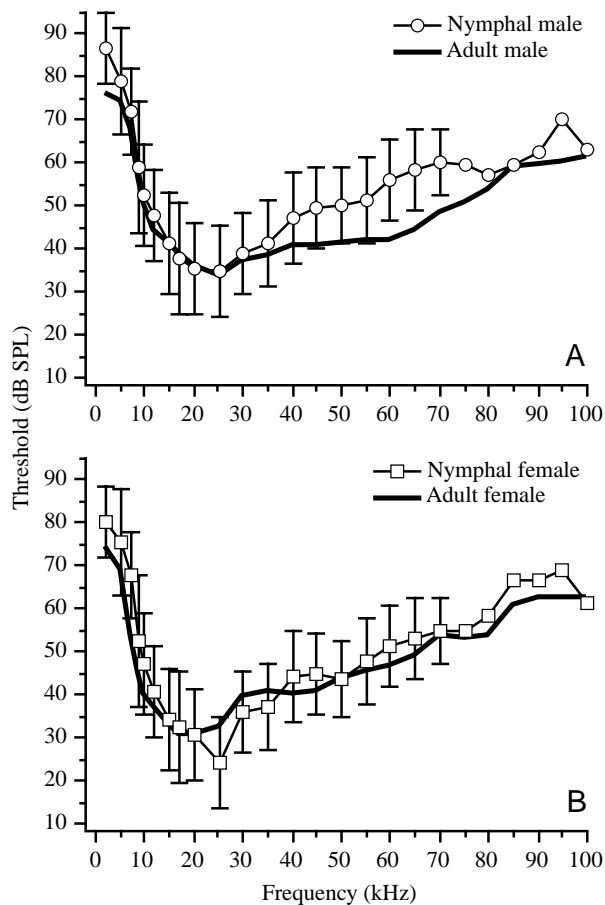 Nymphal male
Adult male
90
80
70
60
50
40
30
20
10
A
0 10 20 30 40 50 60 70 80 90 100
Threshold (dB SPL)
Nymphal female
Adult female
90
80
70
60
50
40
30
20
10
B
0 10 20 30 40 50 60 70 80 90 100
Frequency (kHz)